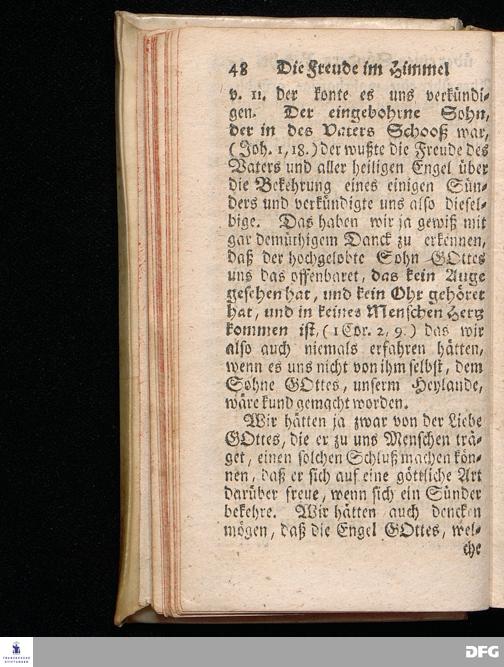 48 Die Freude im Himmel
v. 11. der konte es uns verkündi-
gen. Der eingebohrne Sohn,
der in des Vaters Schooß war,
(Joh. 1, 18.) der wußte die Freude des
Vaters und aller heiligen Engel über
die Bekehrung eines einigen Sün-
ders und verkündigte uns also diesel-
bige. Das haben wir ja gewiß mit
gar demüthigem Danck zu erkennen,
daß der hochgelobte Sohn GOttes
uns das offenbaret, das kein Auge
gesehen hat, und kein Ohr gehöret
hat, und in keines Menschen Hertz
kommen ist, (1 Cor. 2, 9.) das wir
also auch niemals erfahren hätten,
wenn es uns nicht von ihm selbst, dem
Sohne GOttes, unserm Heylande,
wäre kund gemacht worden.
Wir hätten ja zwar von der Liebe
GOttes, die er zu uns Menschen trä-
get, einen solchen Schluß machen kön-
nen, daß er sich auf eine göttliche Art
darüber freue, wenn sich ein Sünder
bekehre. Wir hätten auch dencken
mögen, daß die Engel GOttes, wel-
che
FRANCKESCHE STIFTUNGEN
DFG